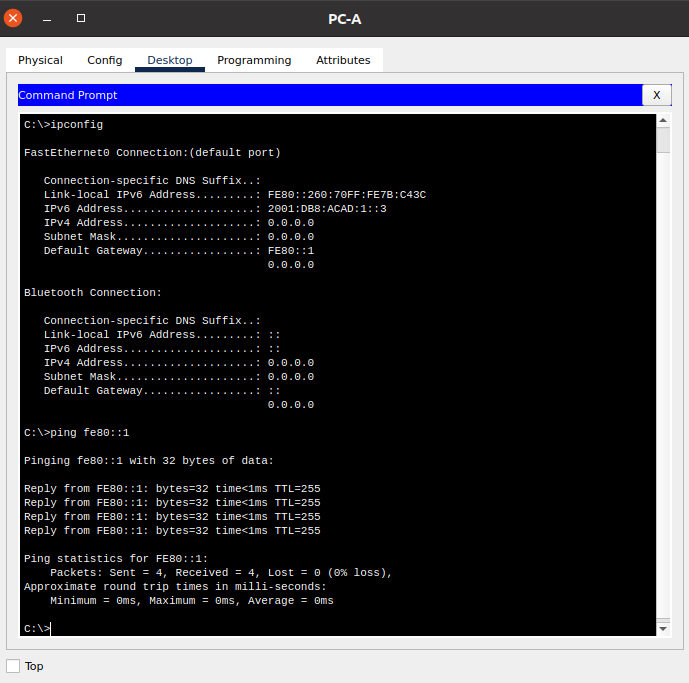 PC-A
Physical Config Desktop Programming Attributes
Command Prompt X
C:\>ipconfig
FastEthernet0 Connection:(default port)
Connection-specific DNS Suffix..:
Link-local IPv6 Address.........: FE80::260:70FF:FE7B:C43C
IPv6 Address....................: 2001:DB8:ACAD:1::3
IPv4 Address....................: 0.0.0.0
Subnet Mask.....................: 0.0.0.0
Default Gateway.................: FE80::1
0.0.0.0
Bluetooth Connection:
Connection-specific DNS Suffix..:
Link-local IPv6 Address.........: ::
IPv6 Address....................: ::
IPv4 Address....................: 0.0.0.0
Subnet Mask.....................: 0.0.0.0
Default Gateway.................: ::
0.0.0.0
C:\>ping fe80::1
Pinging fe80::1 with 32 bytes of data:
Reply from FE80::1: bytes=32 time<1ms TTL=255
Reply from FE80::1: bytes=32 time<1ms TTL=255
Reply from FE80::1: bytes=32 time<1ms TTL=255
Reply from FE80::1: bytes=32 time<1ms TTL=255
Ping statistics for FE80::1:
Packets: Sent = 4, Received = 4, Lost = 0 (0% loss),
Approximate round trip times in milli-seconds:
Minimum = 0ms, Maximum = 0ms, Average = 0ms
C:\>
Top